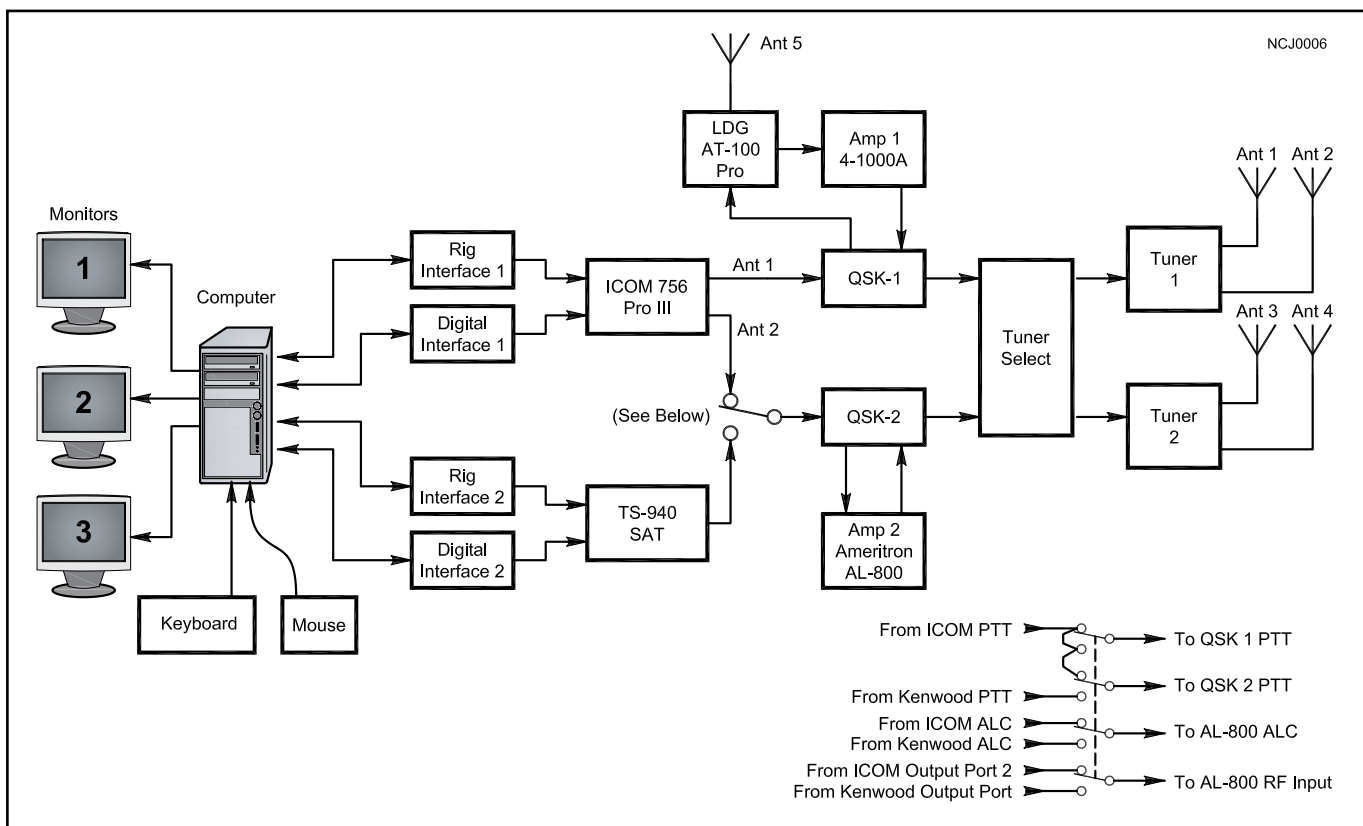 NCJ0006
Ant 5
LDG
AT-100
Pro
Amp 1
4-1000A
Ant 1
Ant 2
Monitors
1
2
3
Computer
Keyboard
Mouse
Rig
Interface 1
Digital
Interface 1
Rig
Interface 2
Digital
Interface 2
ICOM 756
Pro III
TS-940
SAT
Ant 1
Ant 2
(See Below)
QSK-1
QSK-2
Amp 2
Ameritron
AL-800
Tuner
Select
Tuner
1
Ant 3
Ant 4
Tuner
2
From ICOM PTT
To QSK 1 PTT
To QSK 2 PTT
From Kenwood PTT
From ICOM ALC
To AL-800 ALC
From Kenwood ALC
From ICOM Output Port 2
To AL-800 RF Input
From Kenwood Output Port